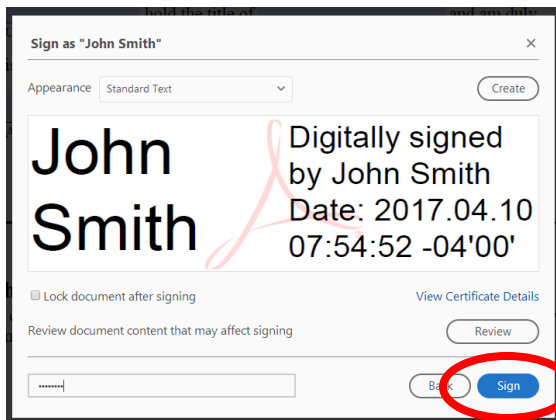 hold the title of and am duly
Sign as "John Smith"
Appearance Standard Text
Create
John
Smith
Digitally signed
by John Smith
Date: 2017.04.10
07:54:52 -04'00'
Lock document after signing
View Certificate Details
Review document content that may affect signing
Review
Back
Sign